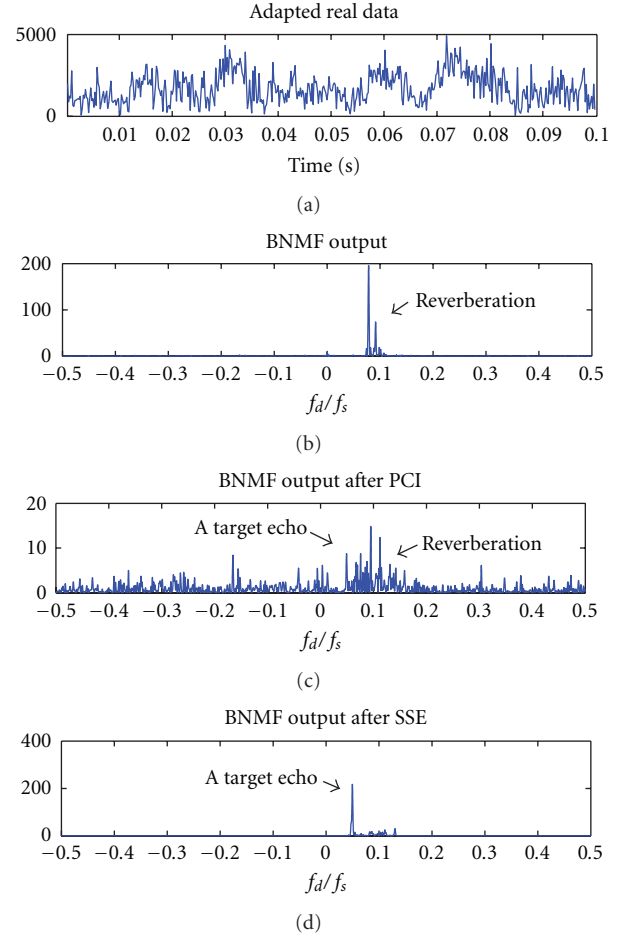 Adapted real data
5000
0
0.01 0.02 0.03 0.04 0.05 0.06 0.07 0.08 0.09 0.1
Time (s)
(a)
BNMF output
200
100
0
Reverberation
−0.5 −0.4 −0.3 −0.2 −0.1 0 0.1 0.2 0.3 0.4 0.5
fd/fs
(b)
BNMF output after PCI
20
10
0
A target echo
Reverberation
−0.5 −0.4 −0.3 −0.2 −0.1 0 0.1 0.2 0.3 0.4 0.5
fd/fs
(c)
BNMF output after SSE
400
200
0
A target echo
−0.5 −0.4 −0.3 −0.2 −0.1 0 0.1 0.2 0.3 0.4 0.5
fd/fs
(d)